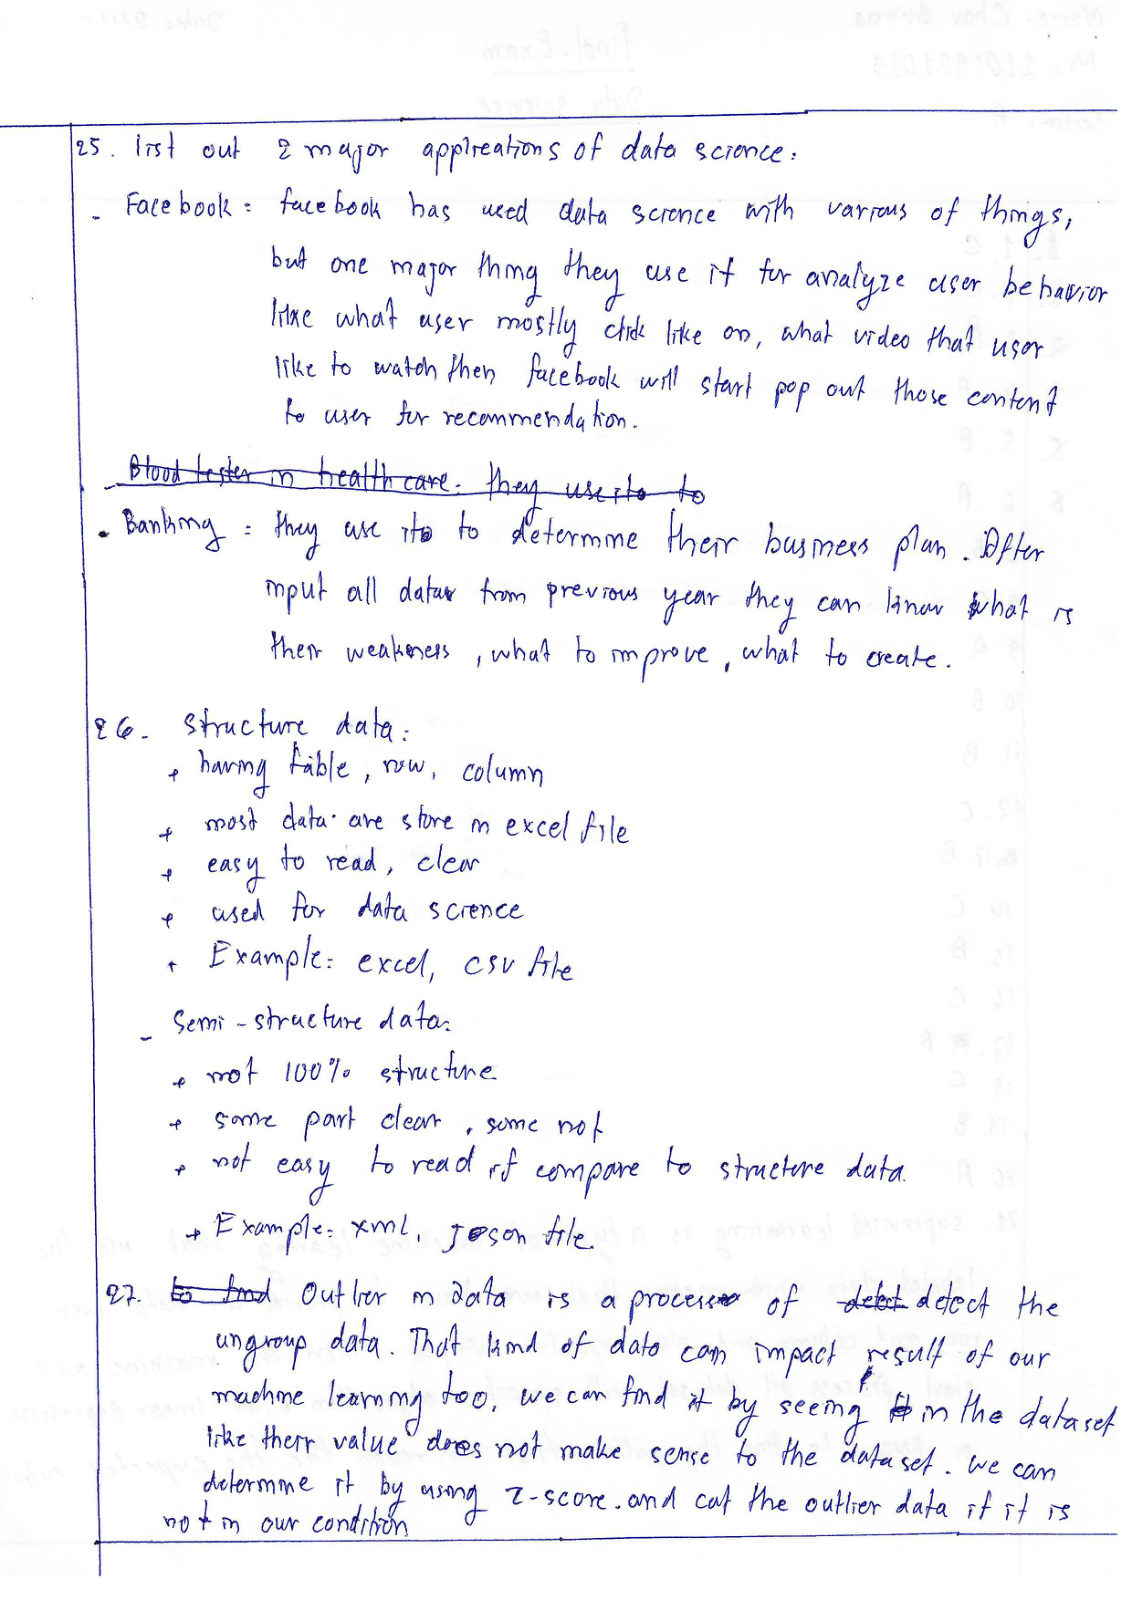 25. list out 2 major applications of data science:
- Facebook: facebook has used data science with various of things,
but one major thing they use it for analyze user behavior
like what user mostly click like on, what video that user
like to watch then facebook will start pop out those content
to user for recommendation.
- Blood tester in health care. they use it to
- Banking: they use it to determine their business plan. After
input all data from previous year they can know what is
their weakness, what to improve, what to create.
26. Structure data:
+ having table, row, column
+ most data are store in excel file
+ easy to read, clear
+ used for data science
+ Example: excel, csv file
- Semi-structure data:
+ not 100% structure
+ some part clear, some not
+ not easy to read if compare to structure data.
+ Example: xml, Json file.
27. to find Outlier in data is a process of detect detect the
ungroup data. That kind of data can impact result of our
machine learning too, we can find it by seeing in the dataset
like their value does not make sense to the dataset. we can
determine it by using z-score. and cut the outlier data if it is
not in our condition